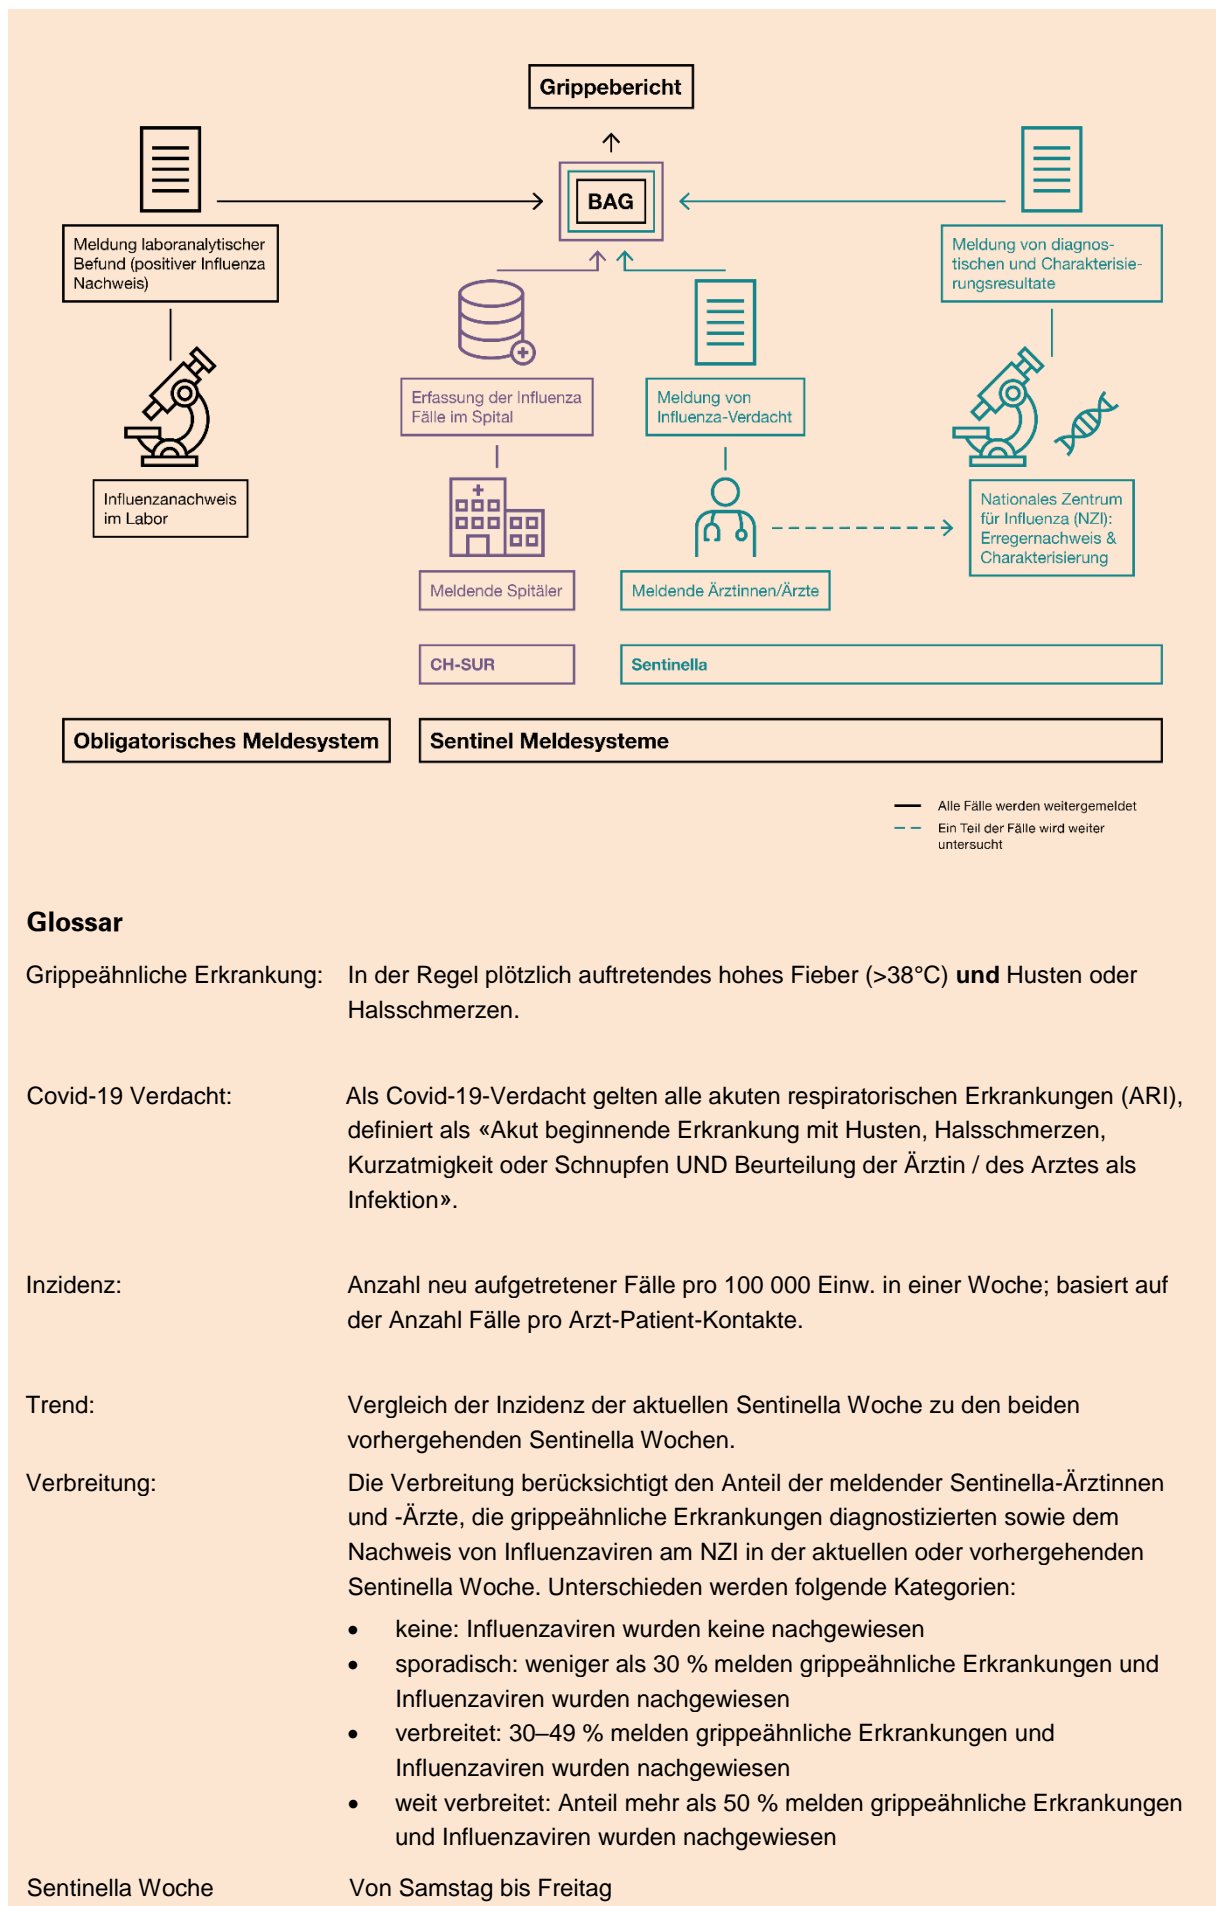 Grippebericht
BAG
Meldung laboranalytischer
Befund (positiver Influenza
Nachweis)
Meldung von diagnos-
tischen und Charakterisie-
rungsresultate
Erfassung der Influenza
Fälle im Spital
Meldung von
Influenza-Verdacht
Influenzanachweis
im Labor
Nationales Zentrum
für Influenza (NZI):
Erregernachweis &
Charakterisierung
Meldende Spitäler
Meldende Ärztinnen/Ärzte
CH-SUR
Sentinella
Obligatorisches Meldesystem
Sentinel Meldesysteme
Alle Fälle werden weitergemeldet
Ein Teil der Fälle wird weiter
untersucht
Glossar
Grippeähnliche Erkrankung: In der Regel plötzlich auftretendes hohes Fieber (>38°C) und Husten oder
Halsschmerzen.
Covid-19 Verdacht: Als Covid-19-Verdacht gelten alle akuten respiratorischen Erkrankungen (ARI),
definiert als «Akut beginnende Erkrankung mit Husten, Halsschmerzen,
Kurzatmigkeit oder Schnupfen UND Beurteilung der Ärztin / des Arztes als
Infektion».
Inzidenz: Anzahl neu aufgetretener Fälle pro 100 000 Einw. in einer Woche; basiert auf
der Anzahl Fälle pro Arzt-Patient-Kontakte.
Trend: Vergleich der Inzidenz der aktuellen Sentinella Woche zu den beiden
vorhergehenden Sentinella Wochen.
Verbreitung: Die Verbreitung berücksichtigt den Anteil der meldender Sentinella-Ärztinnen
und -Ärzte, die grippeähnliche Erkrankungen diagnostizierten sowie dem
Nachweis von Influenzaviren am NZI in der aktuellen oder vorhergehenden
Sentinella Woche. Unterschieden werden folgende Kategorien:
• keine: Influenzaviren wurden keine nachgewiesen
• sporadisch: weniger als 30 % melden grippeähnliche Erkrankungen und
Influenzaviren wurden nachgewiesen
• verbreitet: 30–49 % melden grippeähnliche Erkrankungen und
Influenzaviren wurden nachgewiesen
• weit verbreitet: Anteil mehr als 50 % melden grippeähnliche Erkrankungen
und Influenzaviren wurden nachgewiesen
Sentinella Woche Von Samstag bis Freitag